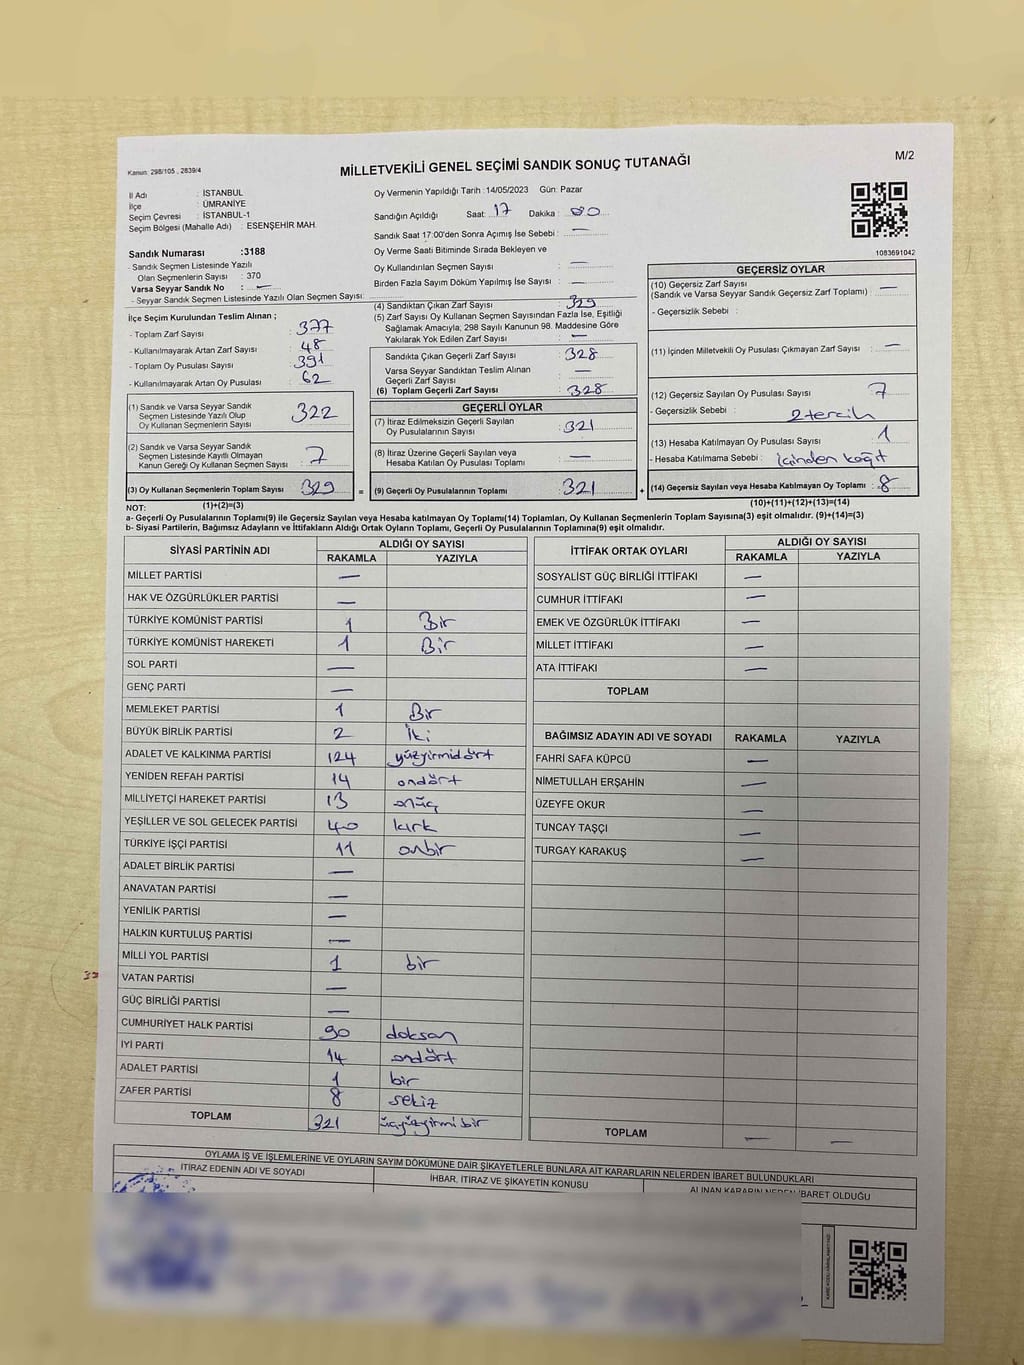 Kanun: 298/105 , 2839/4
MİLLETVEKİLİ GENEL SEÇİMİ SANDIK SONUÇ TUTANAĞI
M/2
İl Adı : İSTANBUL
İlçe : ÜMRANİYE
Seçim Çevresi : İSTANBUL-1
Seçim Bölgesi (Mahalle Adı) : ESENŞEHİR MAH.
Sandık Numarası :3188
- Sandık Seçmen Listesinde Yazılı
Olan Seçmenlerin Sayısı : 370
Varsa Seyyar Sandık No : —
- Seyyar Sandık Seçmen Listesinde Yazılı Olan Seçmen Sayısı:
Oy Vermenin Yapıldığı Tarih : 14/05/2023 Gün: Pazar
Sandığın Açıldığı Saat: 17 Dakika : 00
Sandık Saat 17:00'den Sonra Açımış İse Sebebi : —
Oy Verme Saati Bitiminde Sırada Bekleyen ve
Oy Kullandırılan Seçmen Sayısı : —
Birden Fazla Sayım Döküm Yapılmış İse Sayısı : —
1083691042
İlçe Seçim Kurulundan Teslim Alınan ;
- Toplam Zarf Sayısı : 377
- Kullanılmayarak Artan Zarf Sayısı : 48
- Toplam Oy Pusulası Sayısı : 391
- Kullanılmayarak Artan Oy Pusulası : 62
(4) Sandıktan Çıkan Zarf Sayısı : 329
(5) Zarf Sayısı Oy Kullanan Seçmen Sayısından Fazla İse, Eşitliği
Sağlamak Amacıyla; 298 Sayılı Kanunun 98. Maddesine Göre
Yakılarak Yok Edilen Zarf Sayısı : —
Sandıkta Çıkan Geçerli Zarf Sayısı : 328
Varsa Seyyar Sandıktan Teslim Alınan
Geçerli Zarf Sayısı : —
(6) Toplam Geçerli Zarf Sayısı : 328
GEÇERSİZ OYLAR
(10) Geçersiz Zarf Sayısı : —
(Sandık ve Varsa Seyyar Sandık Geçersiz Zarf Toplamı)
- Geçersizlik Sebebi :
(11) İçinden Milletvekili Oy Pusulası Çıkmayan Zarf Sayısı : —
(12) Geçersiz Sayılan Oy Pusulası Sayısı : 7
- Geçersizlik Sebebi : 2 tercih
(13) Hesaba Katılmayan Oy Pusulası Sayısı : 1
- Hesaba Katılmama Sebebi : içinden kağıt
(14) Geçersiz Sayılan veya Hesaba Katılmayan Oy Toplamı : 8
(10)+(11)+(12)+(13)=(14)
(1) Sandık ve Varsa Seyyar Sandık
Seçmen Listesinde Yazılı Olup
Oy Kullanan Seçmenlerin Sayısı : 322
(2) Sandık ve Varsa Seyyar Sandık
Seçmen Listesinde Kayıtlı Olmayan
Kanun Gereği Oy Kullanan Seçmen Sayısı : 7
(3) Oy Kullanan Seçmenlerin Toplam Sayısı : 329 =
(1)+(2)=(3)
GEÇERLİ OYLAR
(7) İtiraz Edilmeksizin Geçerli Sayılan
Oy Pusulalarının Sayısı : 321
(8) İtiraz Üzerine Geçerli Sayılan veya
Hesaba Katılan Oy Pusulası Toplamı : —
(9) Geçerli Oy Pusulalarının Toplamı : 321 +
NOT:
a- Geçerli Oy Pusulalarının Toplamı(9) ile Geçersiz Sayılan veya Hesaba katılmayan Oy Toplamı(14) Toplamları, Oy Kullanan Seçmenlerin Toplam Sayısına(3) eşit olmalıdır. (9)+(14)=(3)
b- Siyasi Partilerin, Bağımsız Adayların ve İttifakların Aldığı Ortak Oyların Toplamı, Geçerli Oy Pusulalarının Toplamına(9) eşit olmalıdır.
SİYASİ PARTİNİN ADI ALDIĞI OY SAYISI
RAKAMLA YAZIYLA
MİLLET PARTİSİ —
HAK VE ÖZGÜRLÜKLER PARTİSİ —
TÜRKİYE KOMÜNİST PARTİSİ 1 Bir
TÜRKİYE KOMÜNİST HAREKETİ 1 Bir
SOL PARTİ —
GENÇ PARTİ —
MEMLEKET PARTİSİ 1 Bir
BÜYÜK BİRLİK PARTİSİ 2 İki
ADALET VE KALKINMA PARTİSİ 124 yüzyirmidört
YENİDEN REFAH PARTİSİ 14 ondört
MİLLİYETÇİ HAREKET PARTİSİ 13 onüç
YEŞİLLER VE SOL GELECEK PARTİSİ 40 kırk
TÜRKİYE İŞÇİ PARTİSİ 11 onbir
ADALET BİRLİK PARTİSİ —
ANAVATAN PARTİSİ —
YENİLİK PARTİSİ —
HALKIN KURTULUŞ PARTİSİ —
MİLLİ YOL PARTİSİ 1 bir
VATAN PARTİSİ —
GÜÇ BİRLİĞİ PARTİSİ —
CUMHURİYET HALK PARTİSİ 90 doksan
İYİ PARTİ 14 ondört
ADALET PARTİSİ 1 bir
ZAFER PARTİSİ 8 sekiz
TOPLAM 321 üçyüzyirmibir
İTTİFAK ORTAK OYLARI ALDIĞI OY SAYISI
RAKAMLA YAZIYLA
SOSYALİST GÜÇ BİRLİĞİ İTTİFAKI —
CUMHUR İTTİFAKI —
EMEK VE ÖZGÜRLÜK İTTİFAKI —
MİLLET İTTİFAKI —
ATA İTTİFAKI —
TOPLAM
BAĞIMSIZ ADAYIN ADI VE SOYADI RAKAMLA YAZIYLA
FAHRİ SAFA KÜPCÜ —
NİMETULLAH ERŞAHİN —
ÜZEYFE OKUR —
TUNCAY TAŞÇI —
TURGAY KARAKUŞ —
TOPLAM — —
OYLAMA İŞ VE İŞLEMLERİNE VE OYLARIN SAYIM DÖKÜMÜNE DAİR ŞİKAYETLERLE BUNLARA AİT KARARLARIN NELERDEN İBARET BULUNDUKLARI
İTİRAZ EDENİN ADI VE SOYADI İHBAR, İTİRAZ VE ŞİKAYETİN KONUSU ALINAN KARARIN NEDEN İBARET OLDUĞU